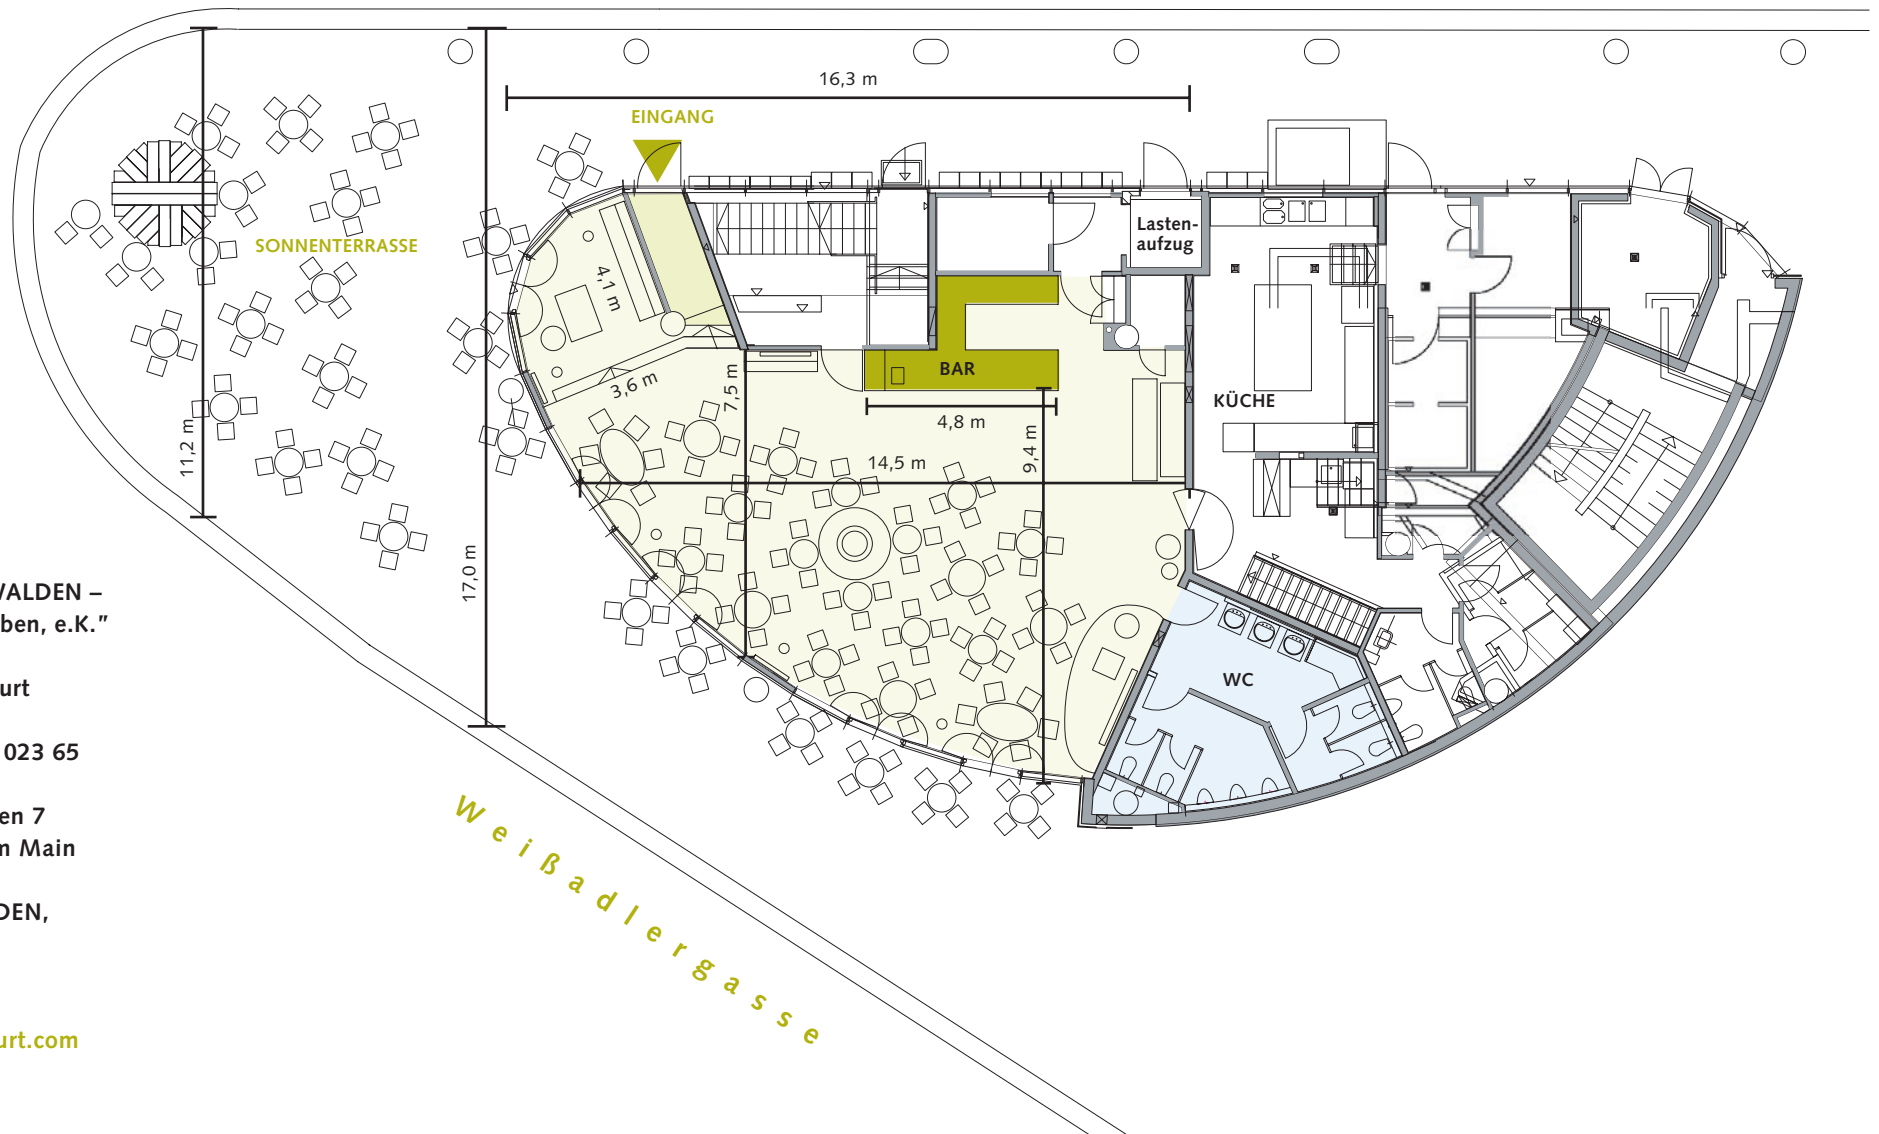 16,3 m
EINGANG
SONNENTERRASSE
Lasten-
aufzug
4,1 m
3,6 m
7,5 m
BAR
4,8 m
KÜCHE
9,4 m
14,5 m
11,2 m
17,0 m
WC
WALDEN –
ben, e.K."
urt
023 65
en 7
m Main
DEN,
urt.com
Weißadlergasse